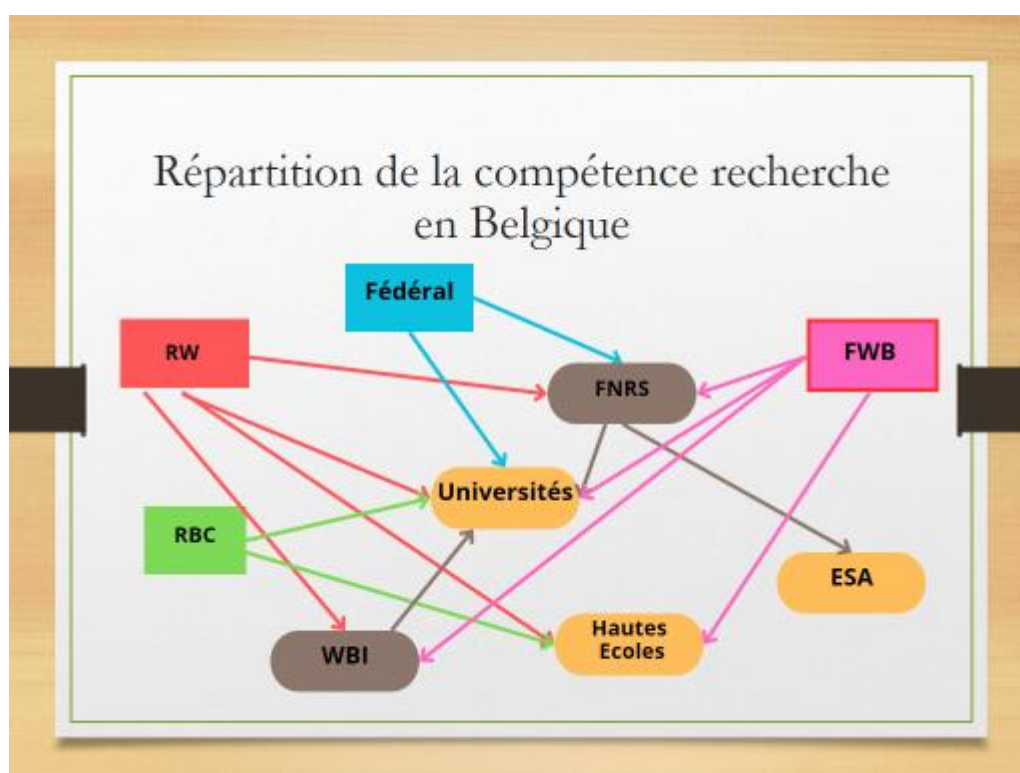 Répartition de la compétence recherche
en Belgique
Fédéral
RW
FWB
FNRS
Universités
RBC
ESA
Hautes
Ecoles
WBI